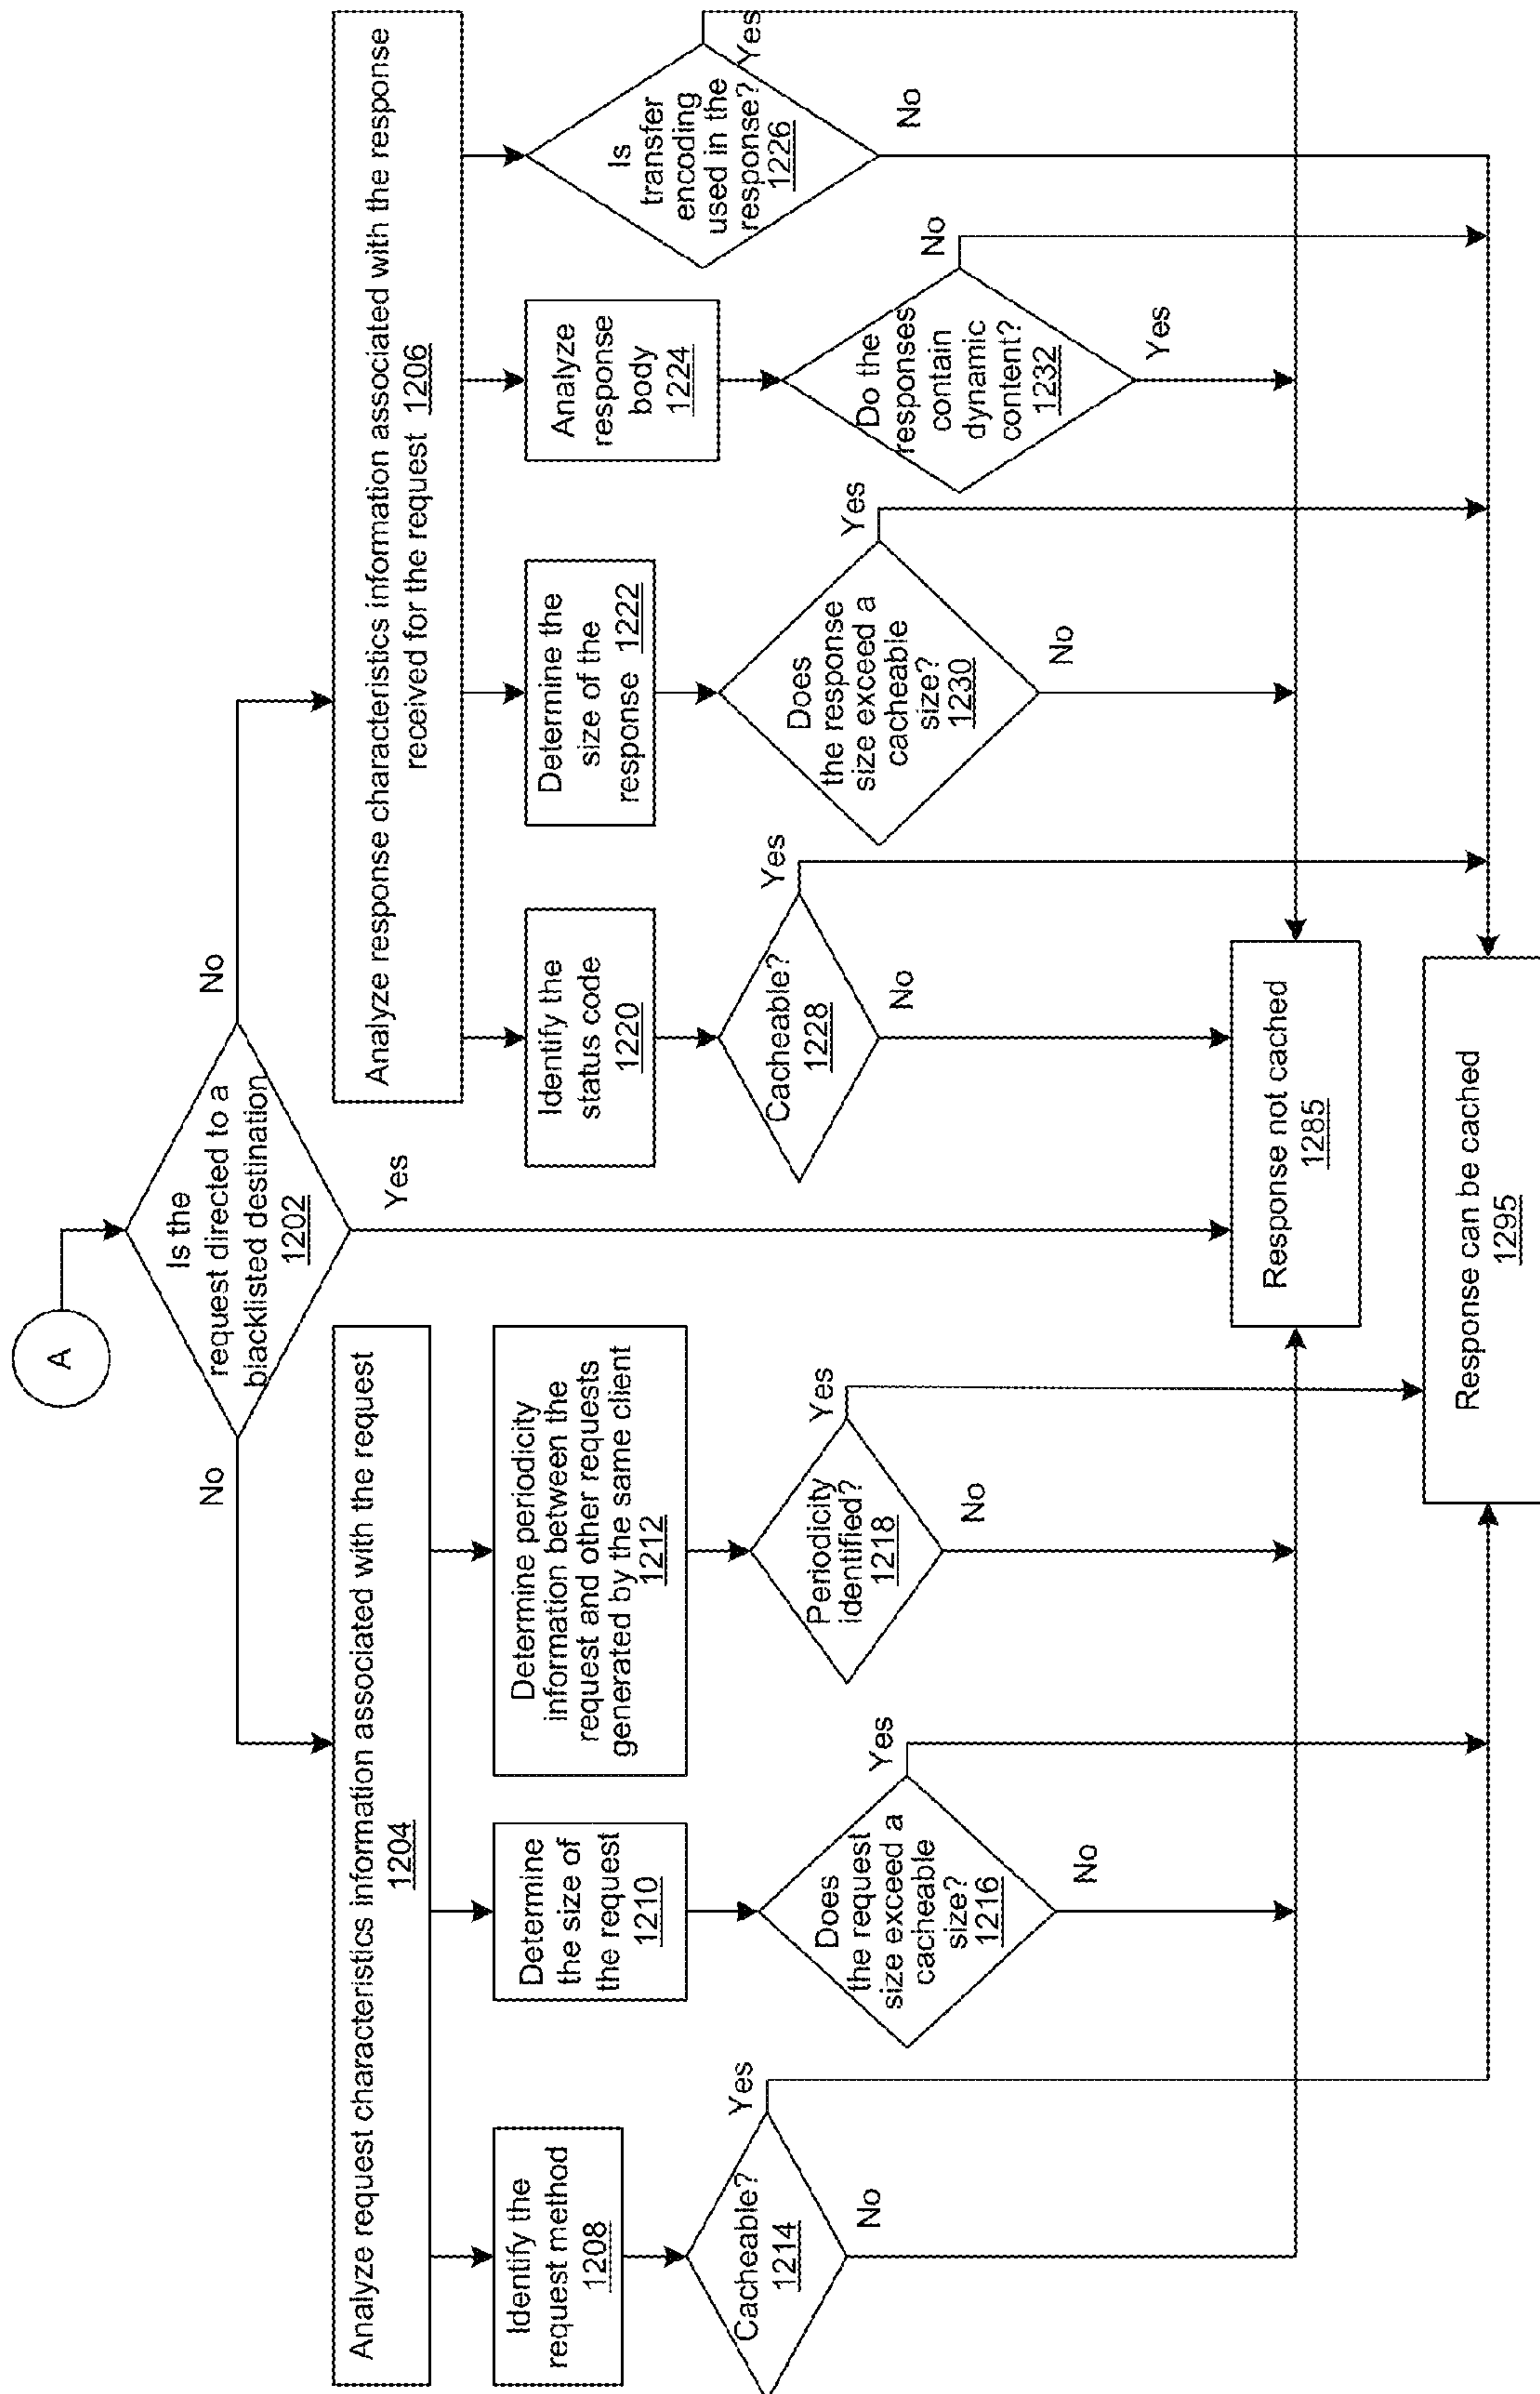 A
Is the
request directed to a
blacklisted destination
1202
No
No
Yes
Analyze request characteristics information associated with the request
1204
Analyze response characteristics information associated with the response
received for the request 1206
Identify the
request method
1208
Determine
the size of
the request
1210
Determine periodicity
information between the
request and other requests
generated by the same client
1212
Identify the
status code
1220
Determine the
size of the
response 1222
Analyze
response
body
1224
Is
transfer
encoding
used in the
response?
1226
Yes
No
Cacheable?
1214
Yes
No
Does
the request
size exceed a
cacheable
size?
1216
Yes
No
Periodicity
identified?
1218
Yes
No
Cacheable?
1228
Yes
No
Does
the response
size exceed a
cacheable
size?
1230
Yes
No
Do the
responses
contain
dynamic
content?
1232
No
Yes
Response not cached
1285
Response can be cached
1295